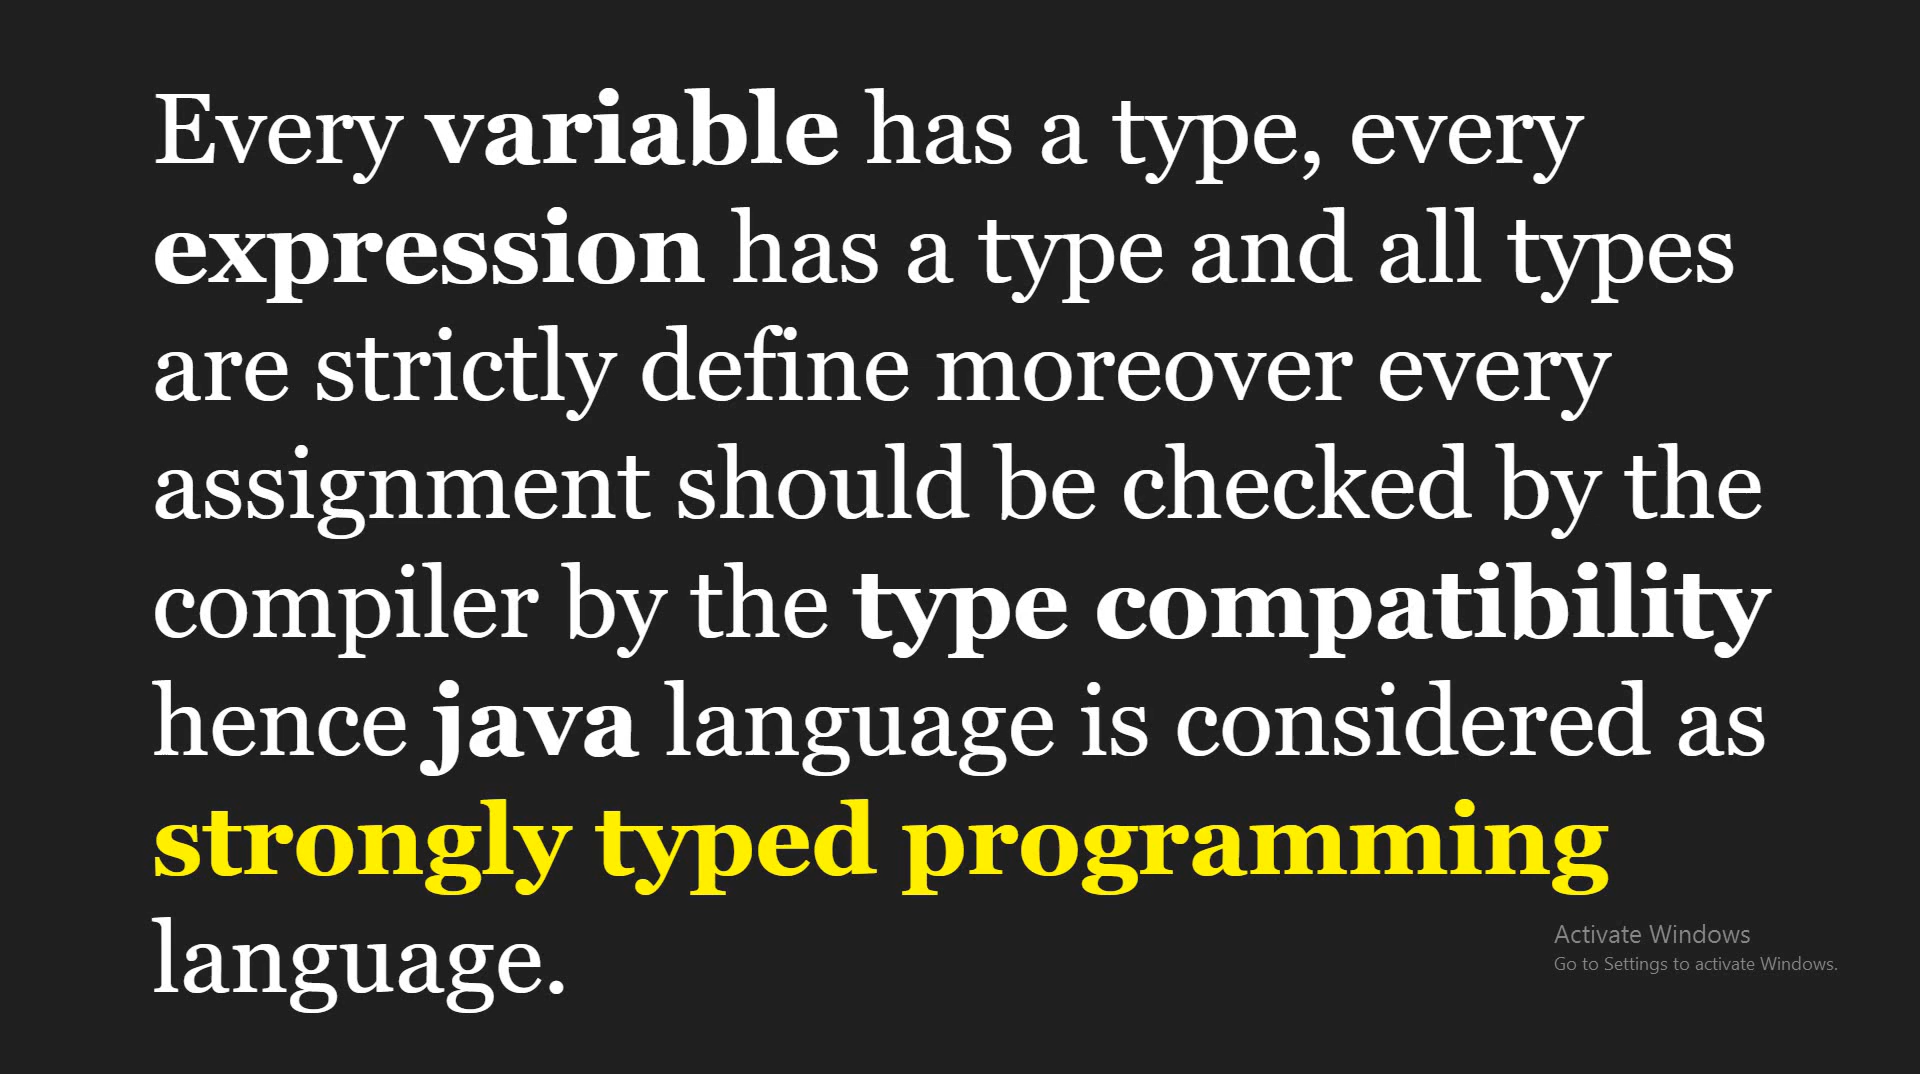 Every variable has a type, every
expression has a type and all types
are strictly define moreover every
assignment should be checked by the
compiler by the type compatibility
hence java language is considered as
strongly typed programming
language.
Activate Windows
Go to Settings to activate Windows.